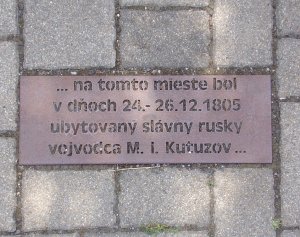 ... na tomto mieste bol
v dňoch 24.- 26.12.1805
ubytovaný slávny ruský
vojvodca M. I. Kutuzov ...